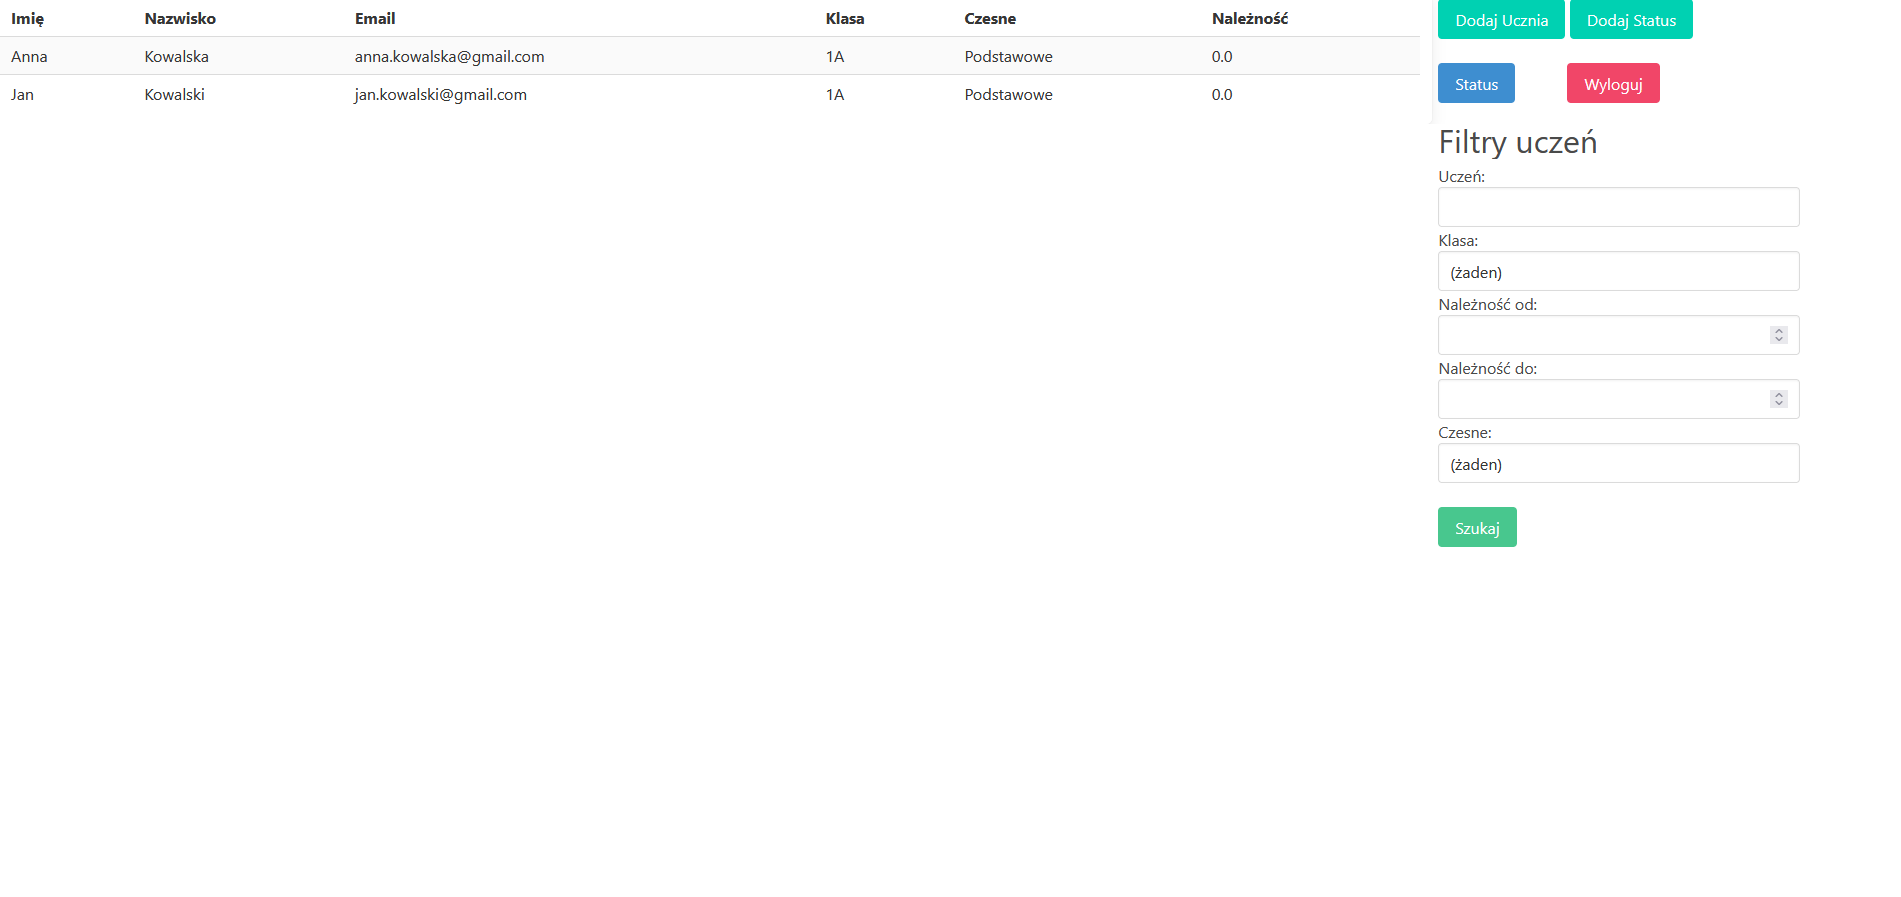 Imię Nazwisko Email Klasa Czesne Należność
Anna Kowalska anna.kowalska@gmail.com 1A Podstawowe 0.0
Jan Kowalski jan.kowalski@gmail.com 1A Podstawowe 0.0
Dodaj Ucznia Dodaj Status
Status Wyloguj
Filtry uczeń
Uczeń:
Klasa:
(żaden)
Należność od:
Należność do:
Czesne:
(żaden)
Szukaj